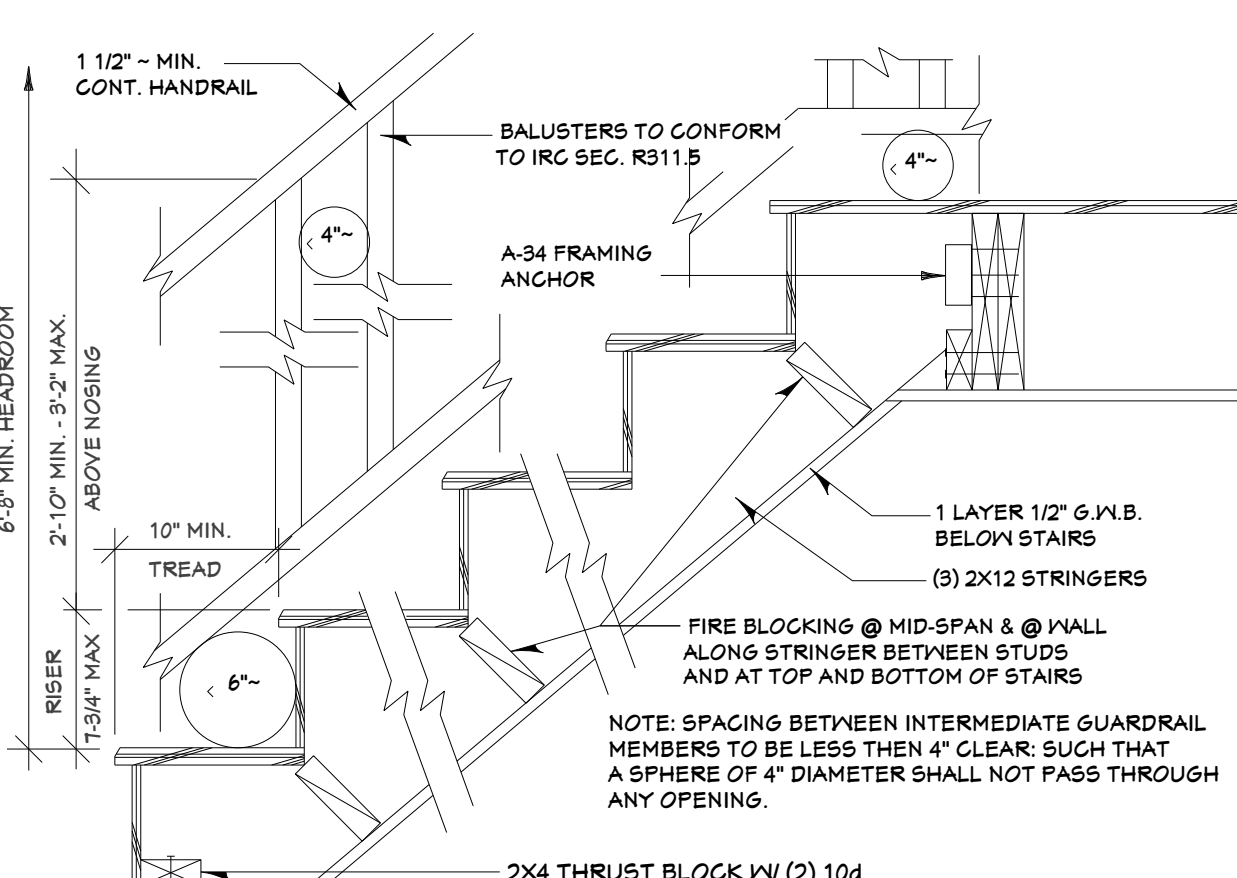 1 1/2" ~ MIN.
CONT. HANDRAIL
BALUSTERS TO CONFORM
TO IRC SEC. R311.5
4"~
< 4"~
< 4"~
A-34 FRAMING
ANCHOR
6'-8" MIN. HEADROOM
2'-10" MIN. - 3'-2" MAX.
ABOVE NOSING
10" MIN.
TREAD
1 LAYER 1/2" G.W.B.
BELOW STAIRS
(3) 2X12 STRINGERS
FIRE BLOCKING @ MID-SPAN & @ WALL
ALONG STRINGER BETWEEN STUDS
AND AT TOP AND BOTTOM OF STAIRS
RISER
7-3/4" MAX
< 6"~
NOTE: SPACING BETWEEN INTERMEDIATE GUARDRAIL
MEMBERS TO BE LESS THEN 4" CLEAR: SUCH THAT
A SPHERE OF 4" DIAMETER SHALL NOT PASS THROUGH
ANY OPENING.
2X4 THRUST BLOCK W/ (2) 10d